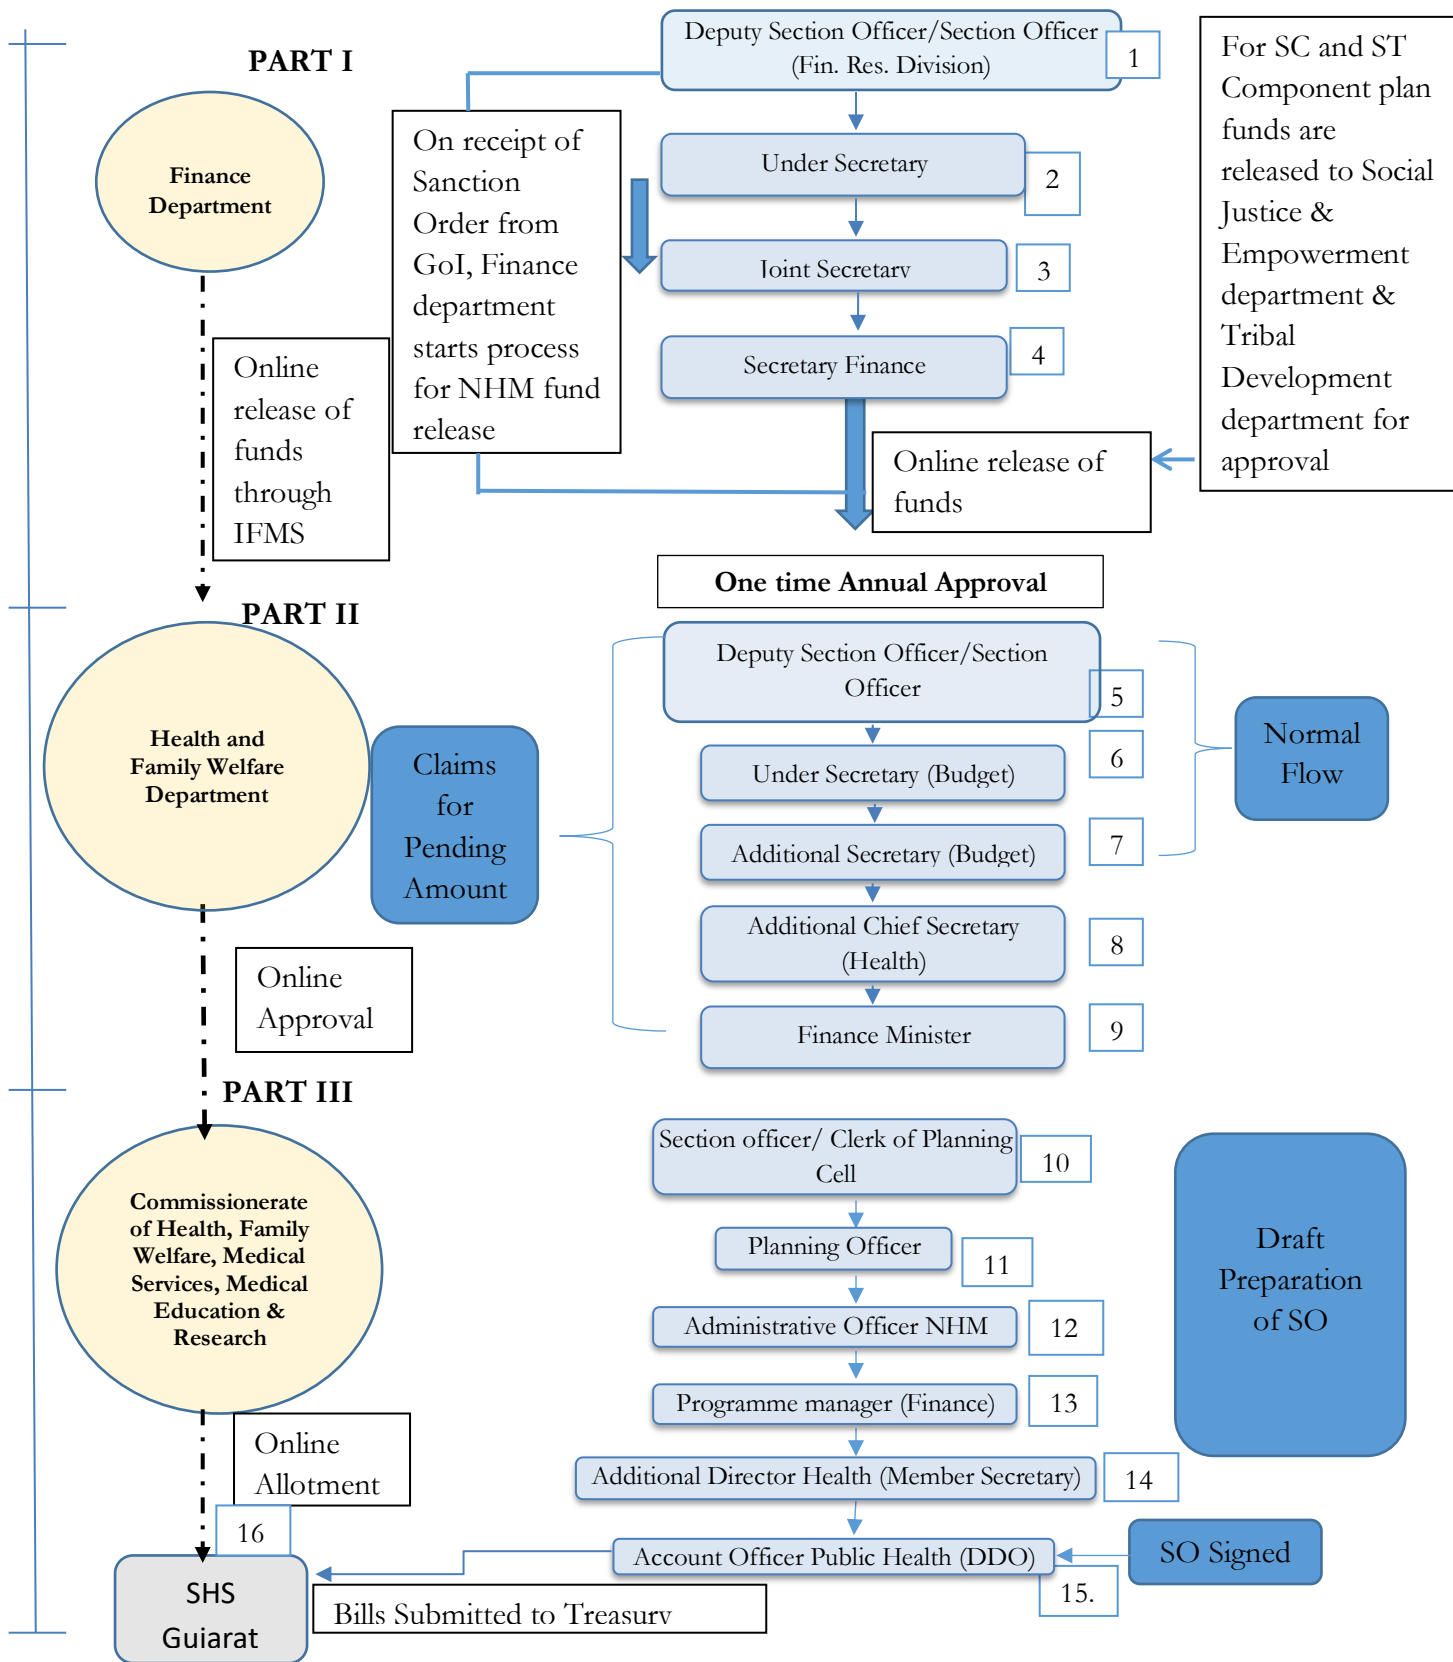 PART I
Finance
Department
On receipt of
Sanction
Order from
GoI, Finance
department
starts process
for NHM fund
release
Online
release of
funds
through
IFMS
Deputy Section Officer/Section Officer
(Fin. Res. Division)
1
Under Secretary
2
Joint Secretary
3
Secretary Finance
4
Online release of
funds
For SC and ST
Component plan
funds are
released to Social
Justice &
Empowerment
department &
Tribal
Development
department for
approval
One time Annual Approval
PART II
Health and
Family Welfare
Department
Claims
for
Pending
Amount
Deputy Section Officer/Section
Officer
5
Under Secretary (Budget)
6
Additional Secretary (Budget)
7
Additional Chief Secretary
(Health)
8
Finance Minister
9
Normal
Flow
Online
Approval
PART III
Commissionerate
of Health, Family
Welfare, Medical
Services, Medical
Education &
Research
Section officer/ Clerk of Planning
Cell
10
Planning Officer
11
Administrative Officer NHM
12
Programme manager (Finance)
13
Additional Director Health (Member Secretary)
14
Account Officer Public Health (DDO)
15.
Draft
Preparation
of SO
SO Signed
Online
Allotment
16
SHS
Gujarat
Bills Submitted to Treasury